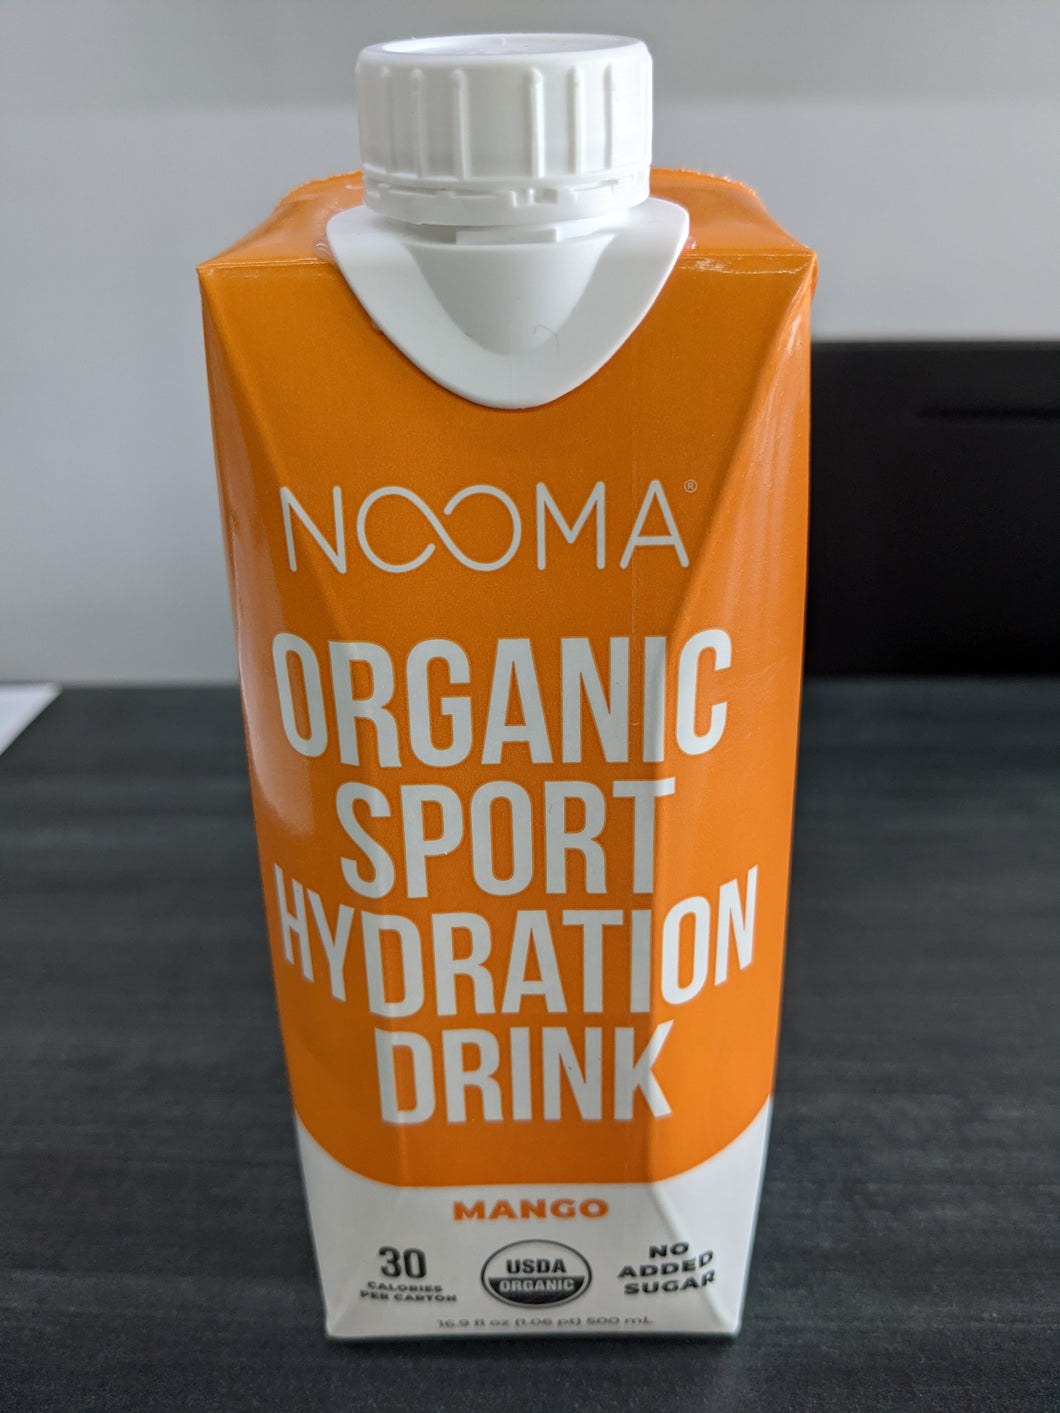 NOOMA®
ORGANIC
SPORT
HYDRATION
DRINK
MANGO
30
CALORIES
PER CARTON
USDA
ORGANIC
NO
ADDED
SUGAR
16.9 fl oz (1.06 pt) 500 mL